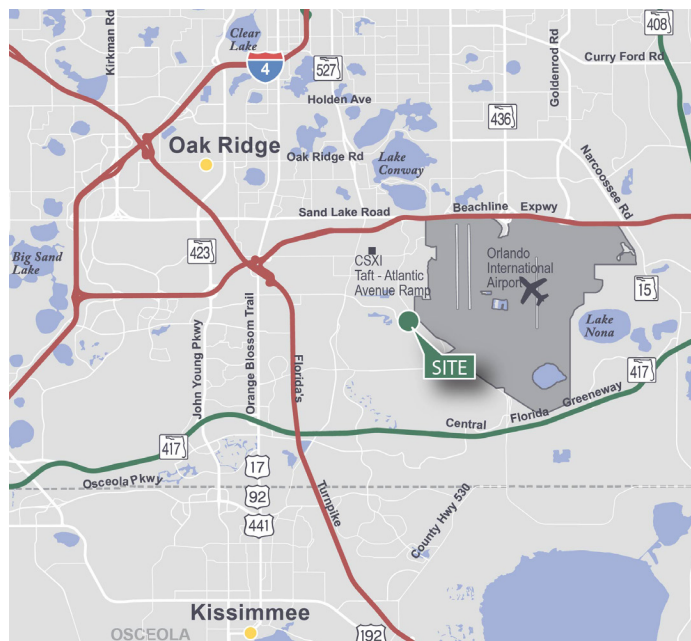 Clear
Lake
Kirkman Rd
4
527
408
Goldenrod Rd
Curry Ford Rd
Holden Ave
436
Oak Ridge
Oak Ridge Rd
Lake
Conway
Narcoossee Rd
Sand Lake Road
Beachline Expwy
423
Big Sand
Lake
CSXI
Taft - Atlantic
Avenue Ramp
Orlando
International
Airport
15
Lake
Nona
John Young Pkwy
Orange Blossom Trail
Florida's
SITE
417
Central Florida Greeneway
417
Osceola Pkwy
17
92
441
Turnpike
County Hwy 530
Kissimmee
OSCEOLA
192